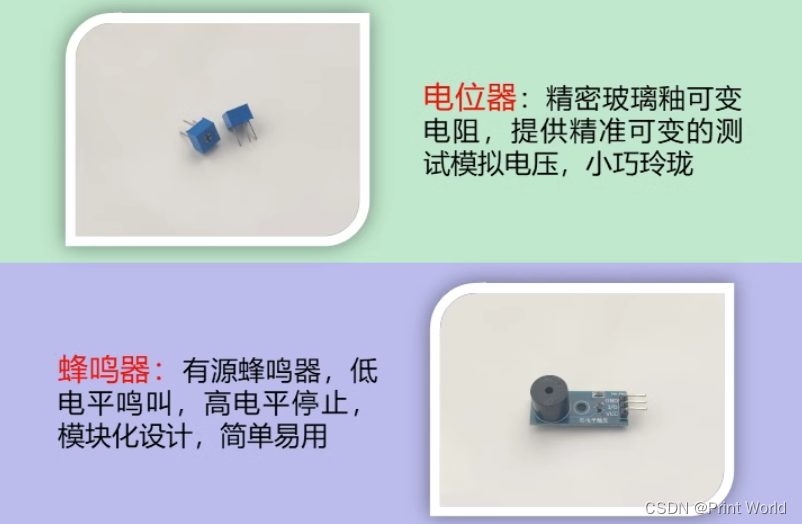 电位器：精密玻璃釉可变
电阻，提供精准可变的测
试模拟电压，小巧玲珑
蜂鸣器：有源蜂鸣器，低
电平鸣叫，高电平停止，
模块化设计，简单易用
CSDN @Print World